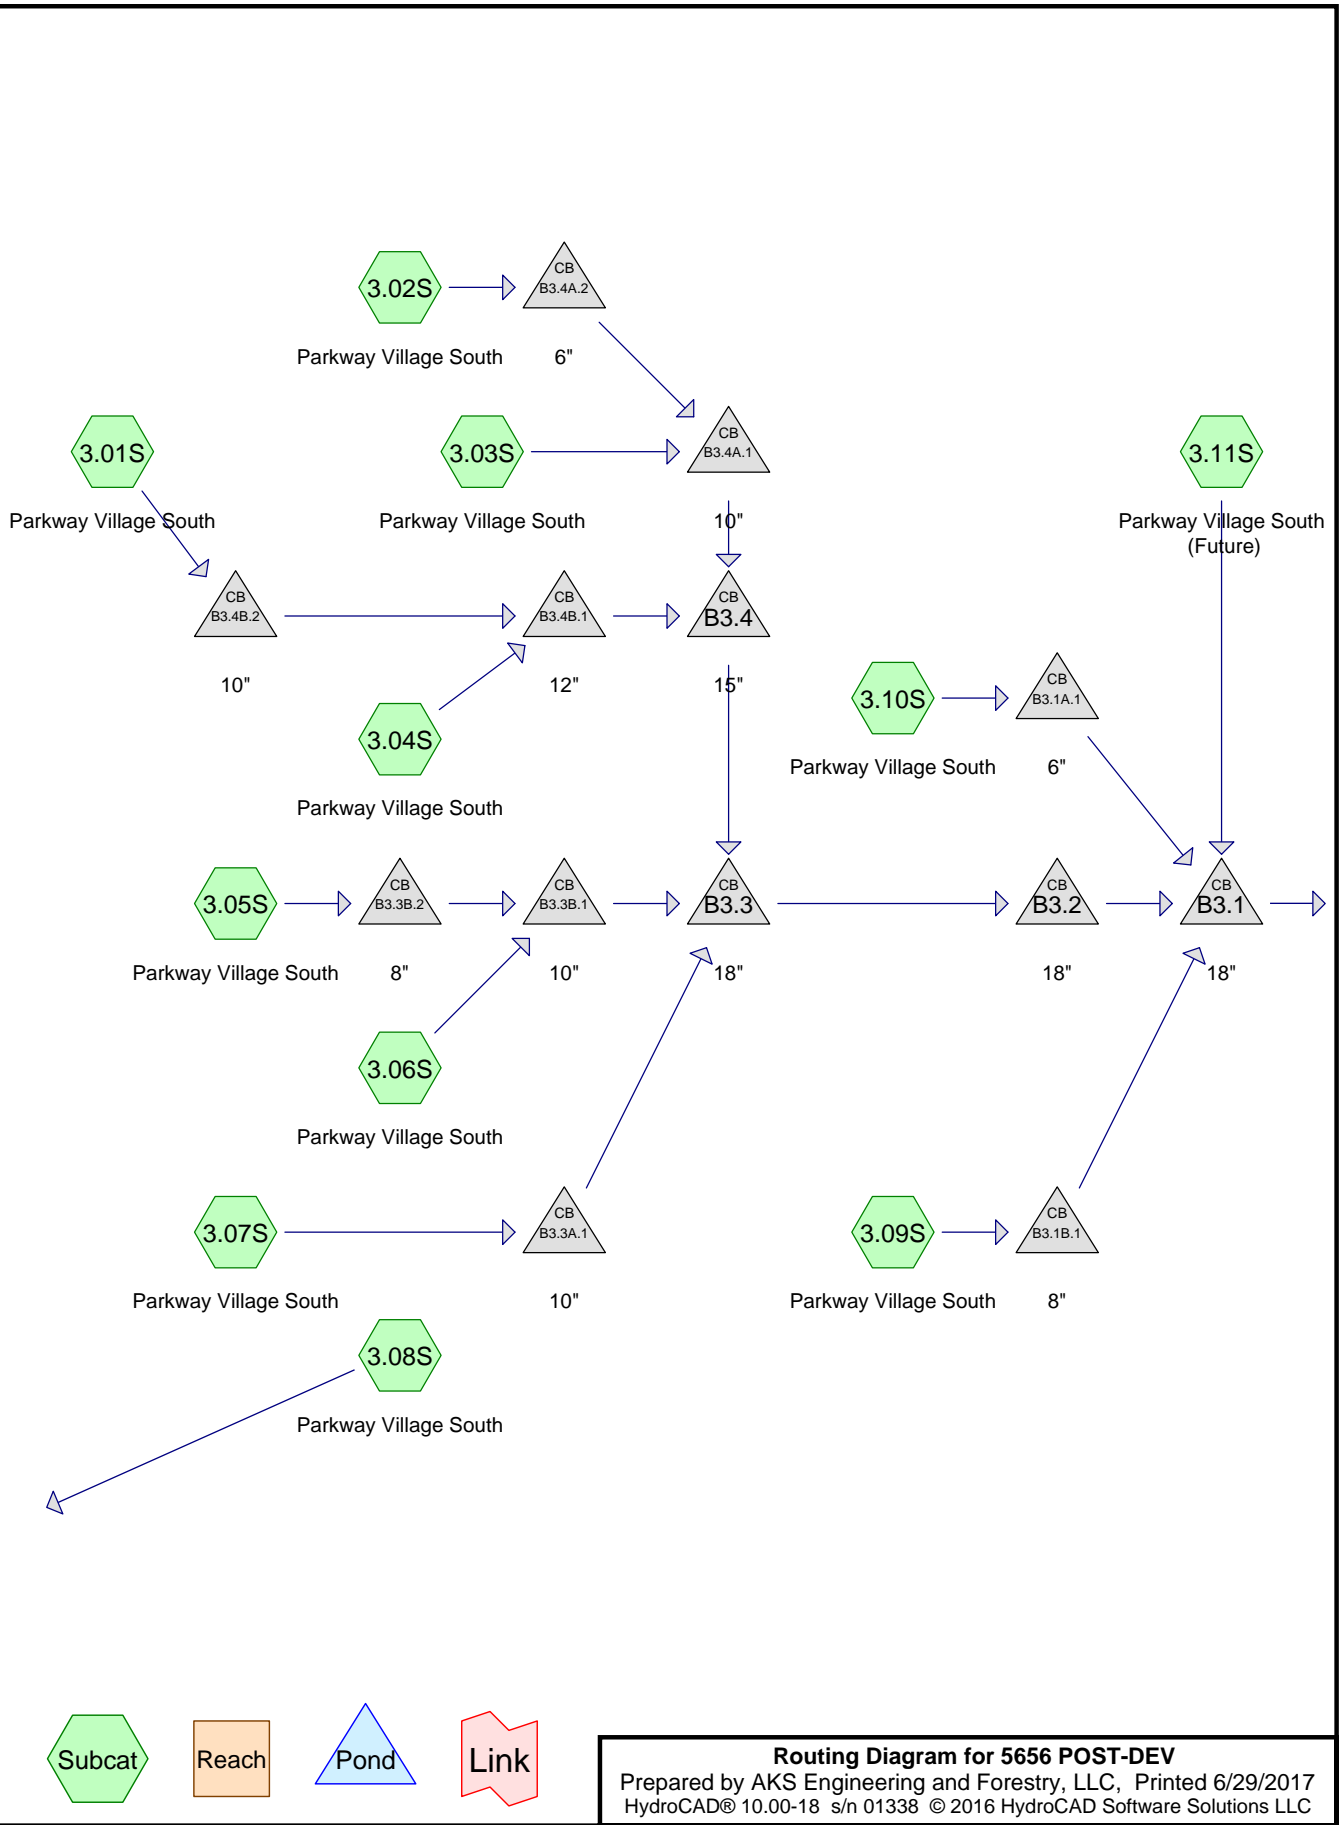 3.02S
CB
B3.4A.2
Parkway Village South
6"
3.01S
3.03S
CB
B3.4A.1
3.11S
Parkway Village South
Parkway Village South
10"
Parkway Village South
(Future)
CB
B3.4B.2
CB
B3.4B.1
CB
B3.4
10"
12"
15"
3.10S
CB
B3.1A.1
3.04S
Parkway Village South
6"
Parkway Village South
3.05S
CB
B3.3B.2
CB
B3.3B.1
CB
B3.3
CB
B3.2
CB
B3.1
Parkway Village South
8"
10"
18"
18"
18"
3.06S
Parkway Village South
3.07S
CB
B3.3A.1
3.09S
CB
B3.1B.1
Parkway Village South
10"
Parkway Village South
8"
3.08S
Parkway Village South
Subcat
Reach
Pond
Link
Routing Diagram for 5656 POST-DEV
Prepared by AKS Engineering and Forestry, LLC, Printed 6/29/2017
HydroCAD® 10.00-18 s/n 01338 © 2016 HydroCAD Software Solutions LLC